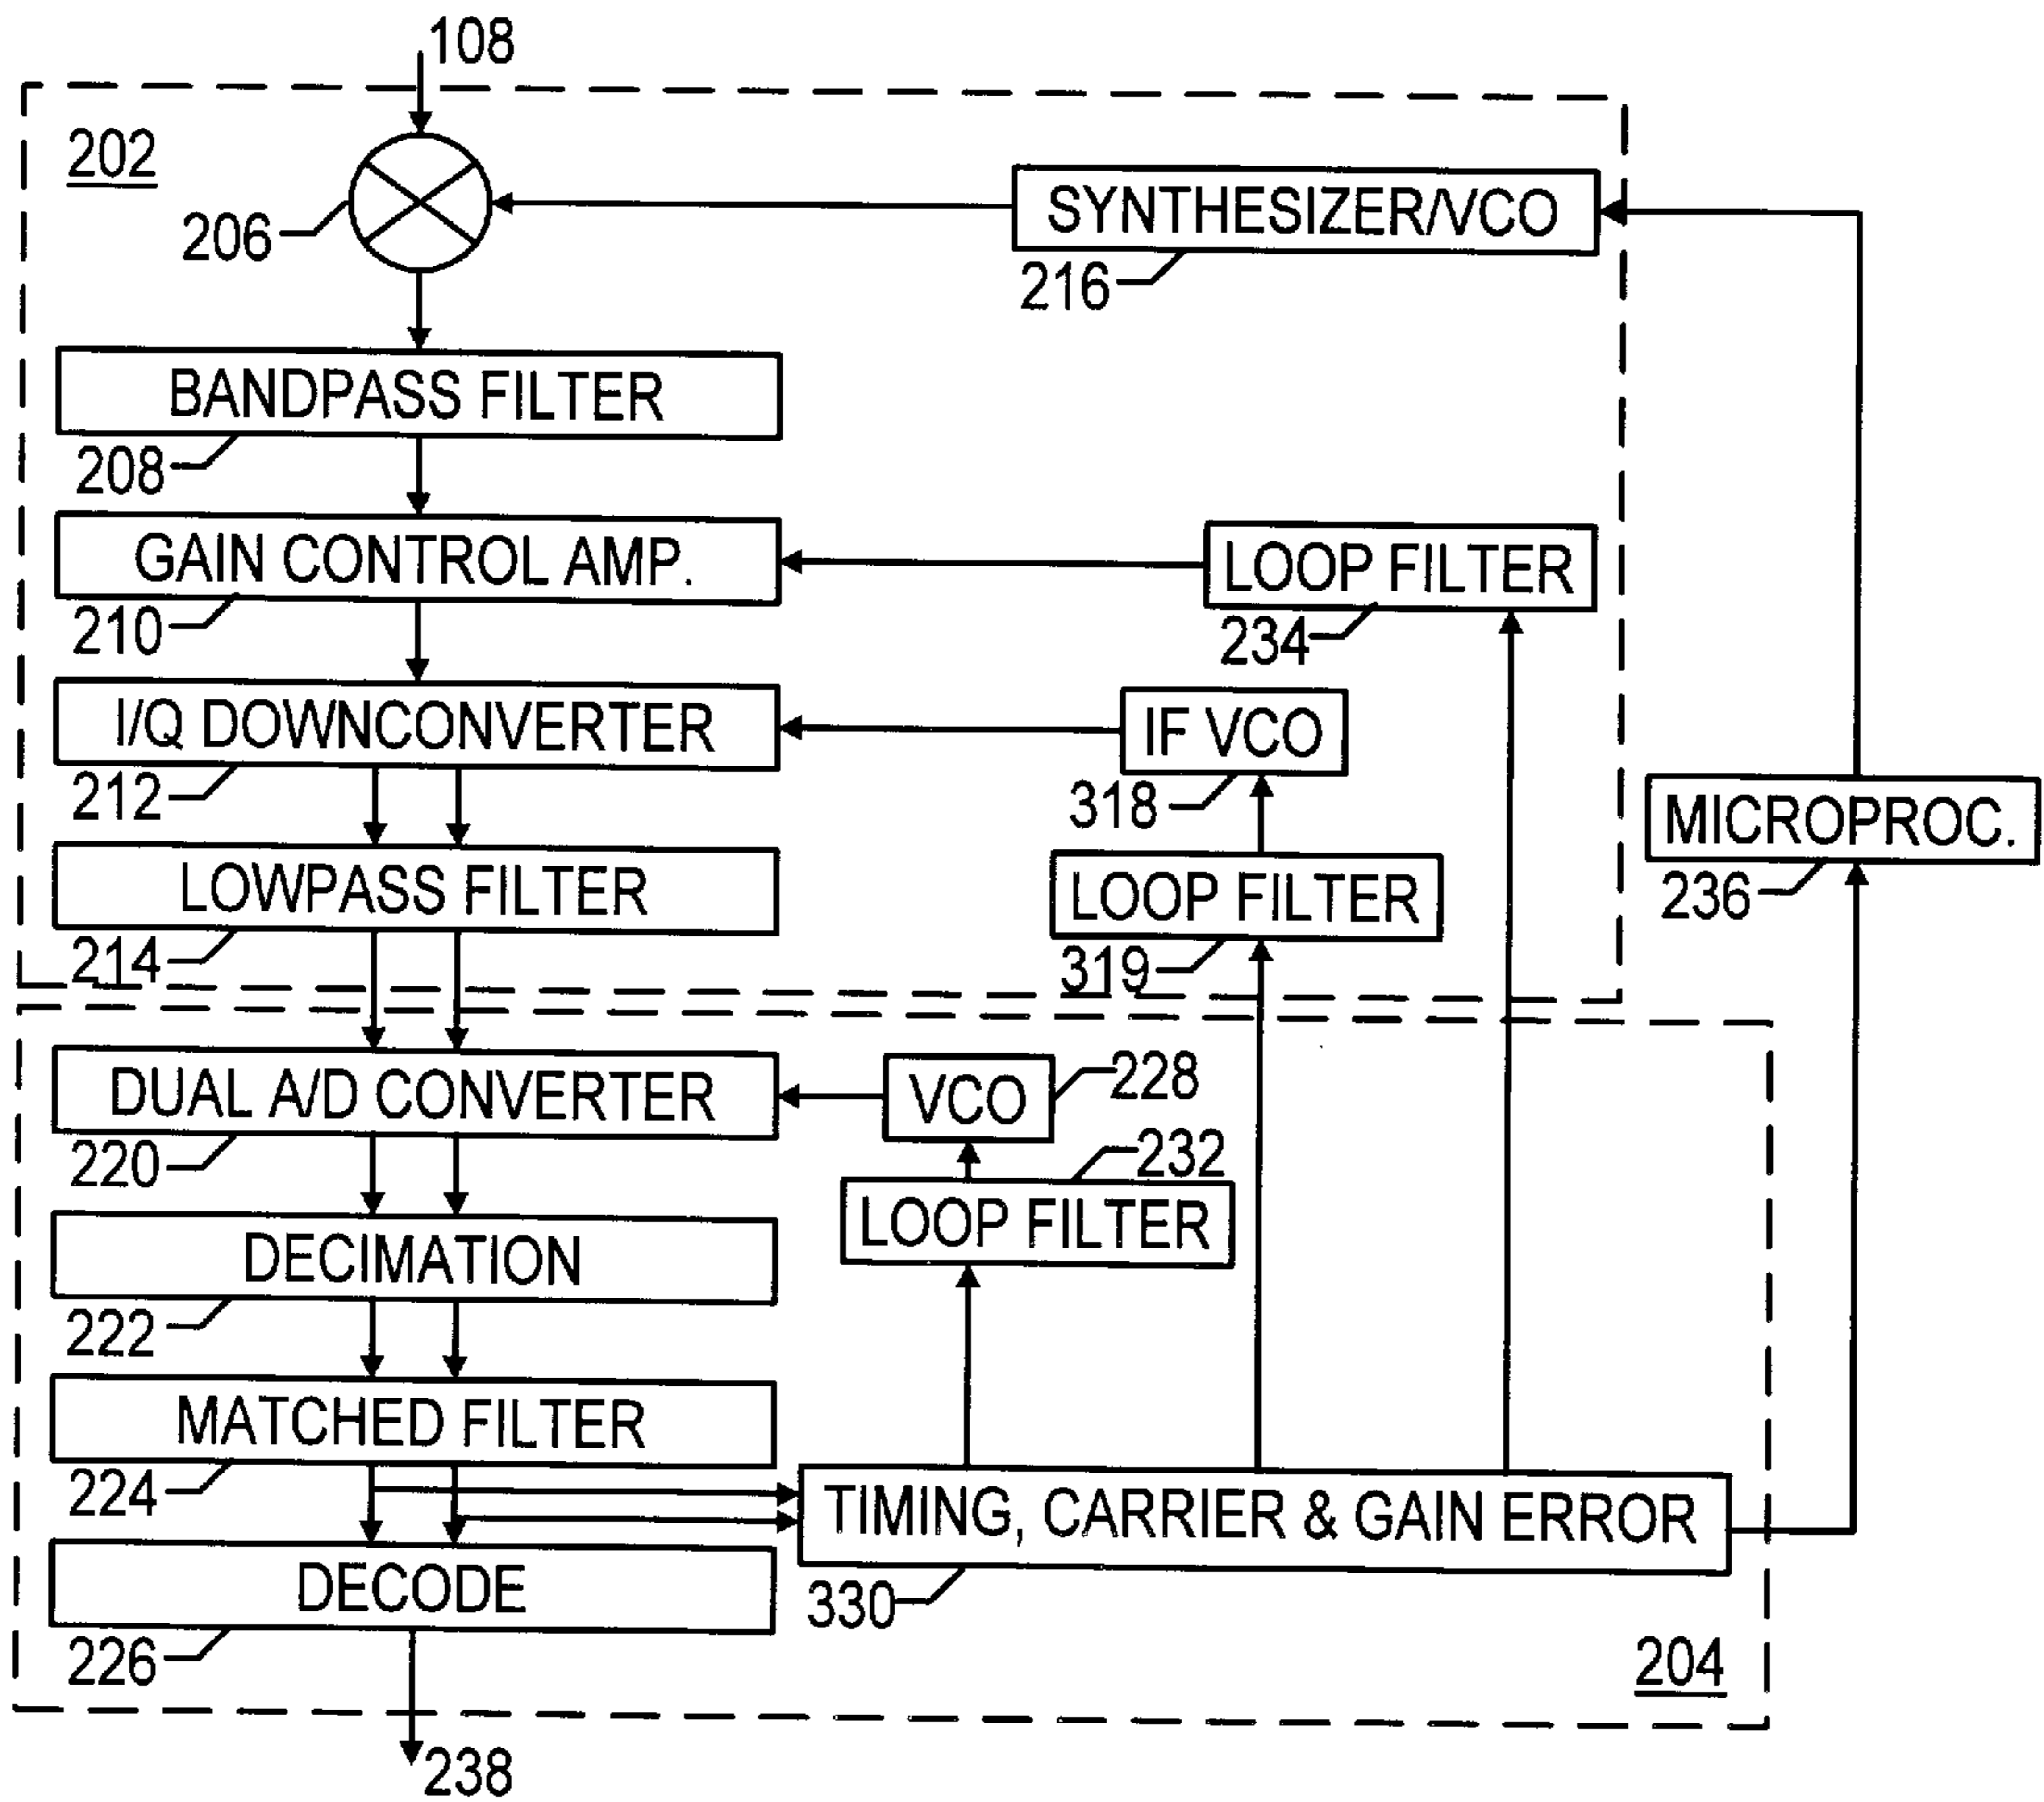 108
202
206
SYNTHESIZER/VCO
216
BANDPASS FILTER
208
GAIN CONTROL AMP.
210
LOOP FILTER
234
I/Q DOWNCONVERTER
212
IF VCO
318
MICROPROC.
236
LOWPASS FILTER
214
LOOP FILTER
319
DUAL A/D CONVERTER
220
VCO
228
232
LOOP FILTER
DECIMATION
222
MATCHED FILTER
224
TIMING, CARRIER & GAIN ERROR
330
DECODE
226
204
238